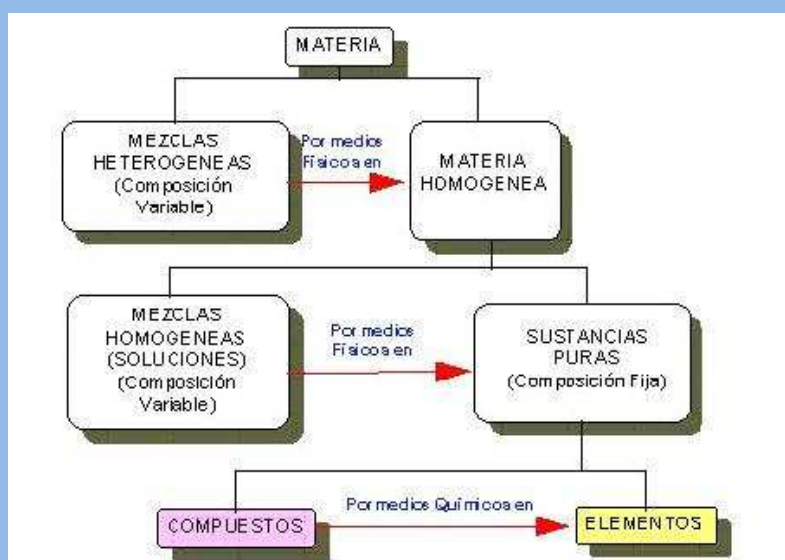 MATERIA
MEZCLAS
HETEROGENEAS
(Composición
Variable)
Por medios
Físicos en
MATERIA
HOMOGENEA
MEZCLAS
HOMOGENEAS
(SOLUCIONES)
(Composición
Variable)
Por medios
Físicos en
SUSTANCIAS
PURAS
(Composición Fija)
COMPUESTOS
Por medios Químicos en
ELEMENTOS